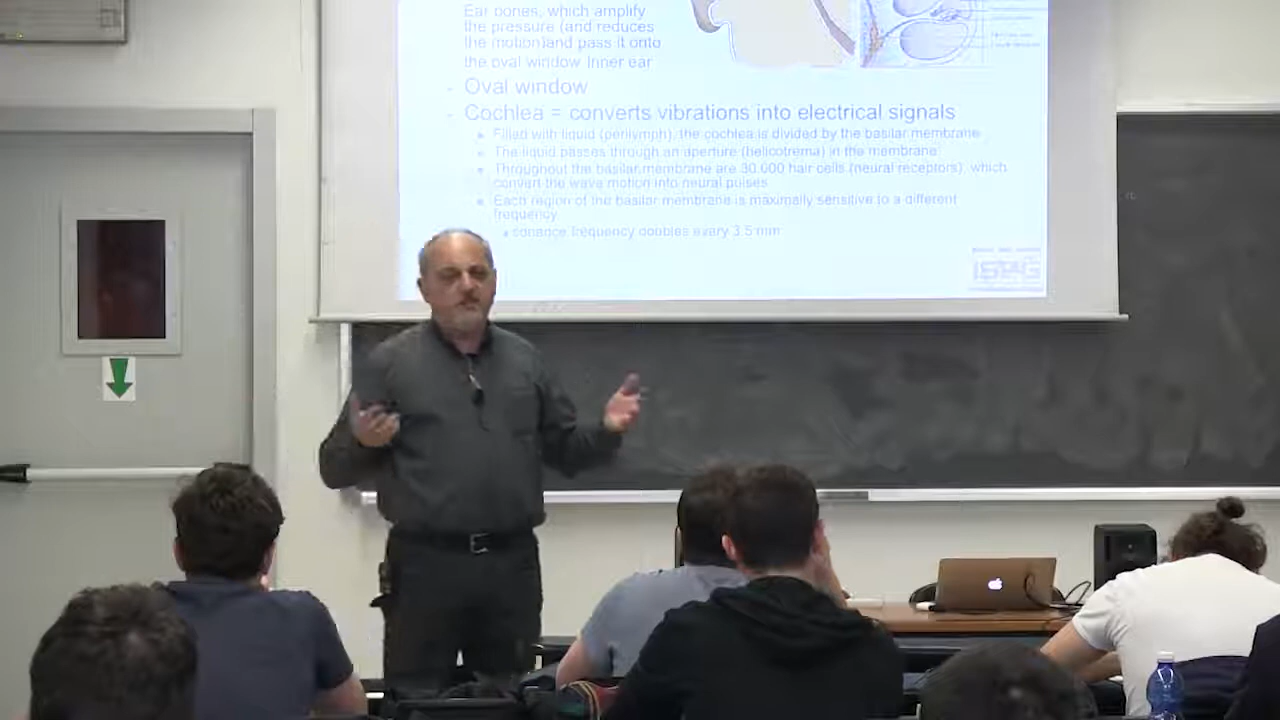 Ear bones, which amplify
the pressure (and reduces
the motion)and pass it onto
the oval window Inner ear
- Oval window
- Cochlea = converts vibrations into electrical signals
Filled with liquid (perilymph), the cochlea is divided by the basilar membrane
The liquid passes through an aperture (helicotrema) in the membrane
Throughout the basilar membrane are 30.000 hair cells (neural receptors), which
convert the wave motion into neural pulses
Each region of the basilar membrane is maximally sensitive to a different
frequency
frequency doubles every 3.5 mm